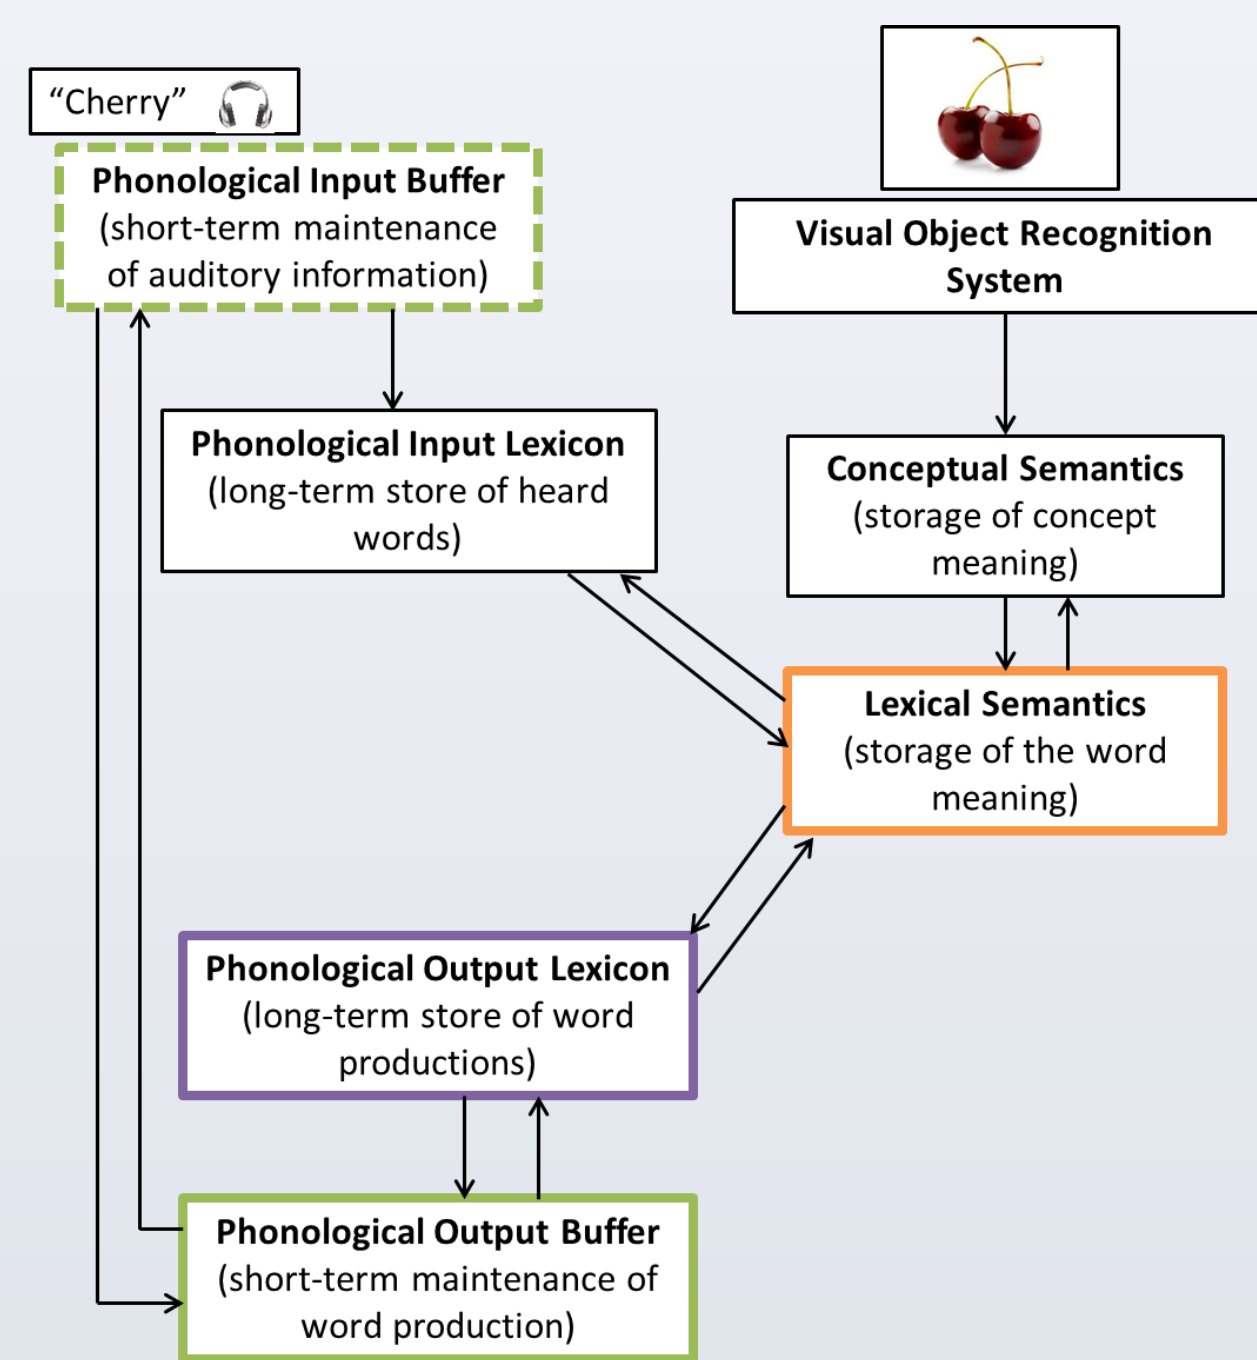 “Cherry”
Phonological Input Buffer
(short-term maintenance
of auditory information)
Visual Object Recognition
System
Phonological Input Lexicon
(long-term store of heard
words)
Conceptual Semantics
(storage of concept
meaning)
Lexical Semantics
(storage of the word
meaning)
Phonological Output Lexicon
(long-term store of word
productions)
Phonological Output Buffer
(short-term maintenance of
word production)